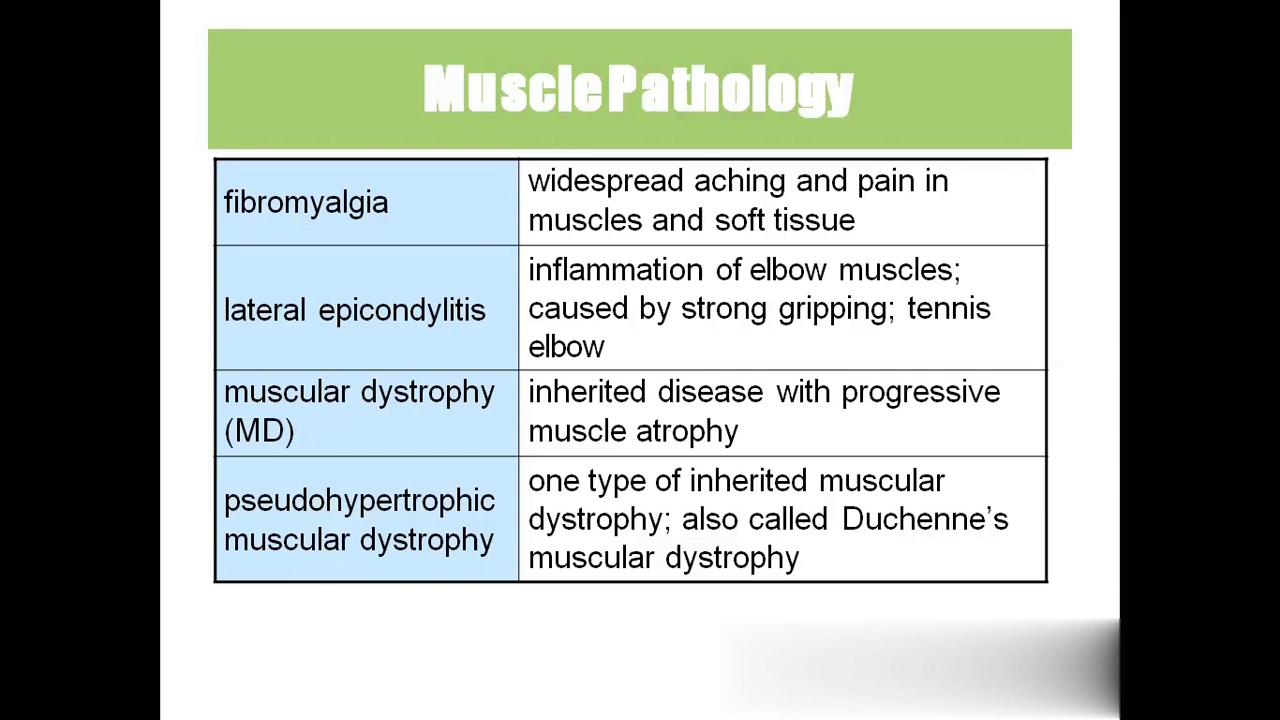 Muscle Pathology
fibromyalgia
widespread aching and pain in
muscles and soft tissue
lateral epicondylitis
inflammation of elbow muscles;
caused by strong gripping; tennis
elbow
muscular dystrophy
(MD)
inherited disease with progressive
muscle atrophy
pseudohypertrophic
muscular dystrophy
one type of inherited muscular
dystrophy; also called Duchenne’s
muscular dystrophy